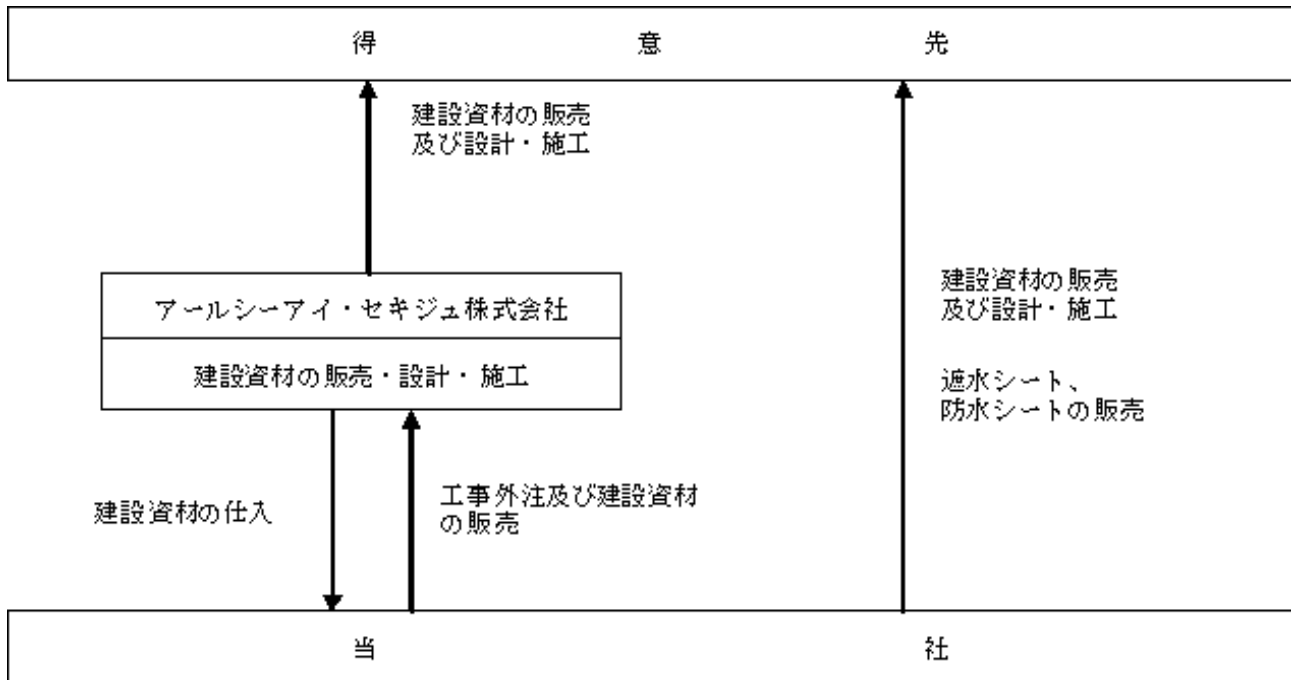 得意先
建設資材の販売
及び設計・施工
アールシーアイ・セキジュ株式会社
建設資材の販売・設計・施工
建設資材の販売
及び設計・施工
遮水シート、
防水シートの販売
建設資材の仕入
工事外注及び建設資材
の販売
当社